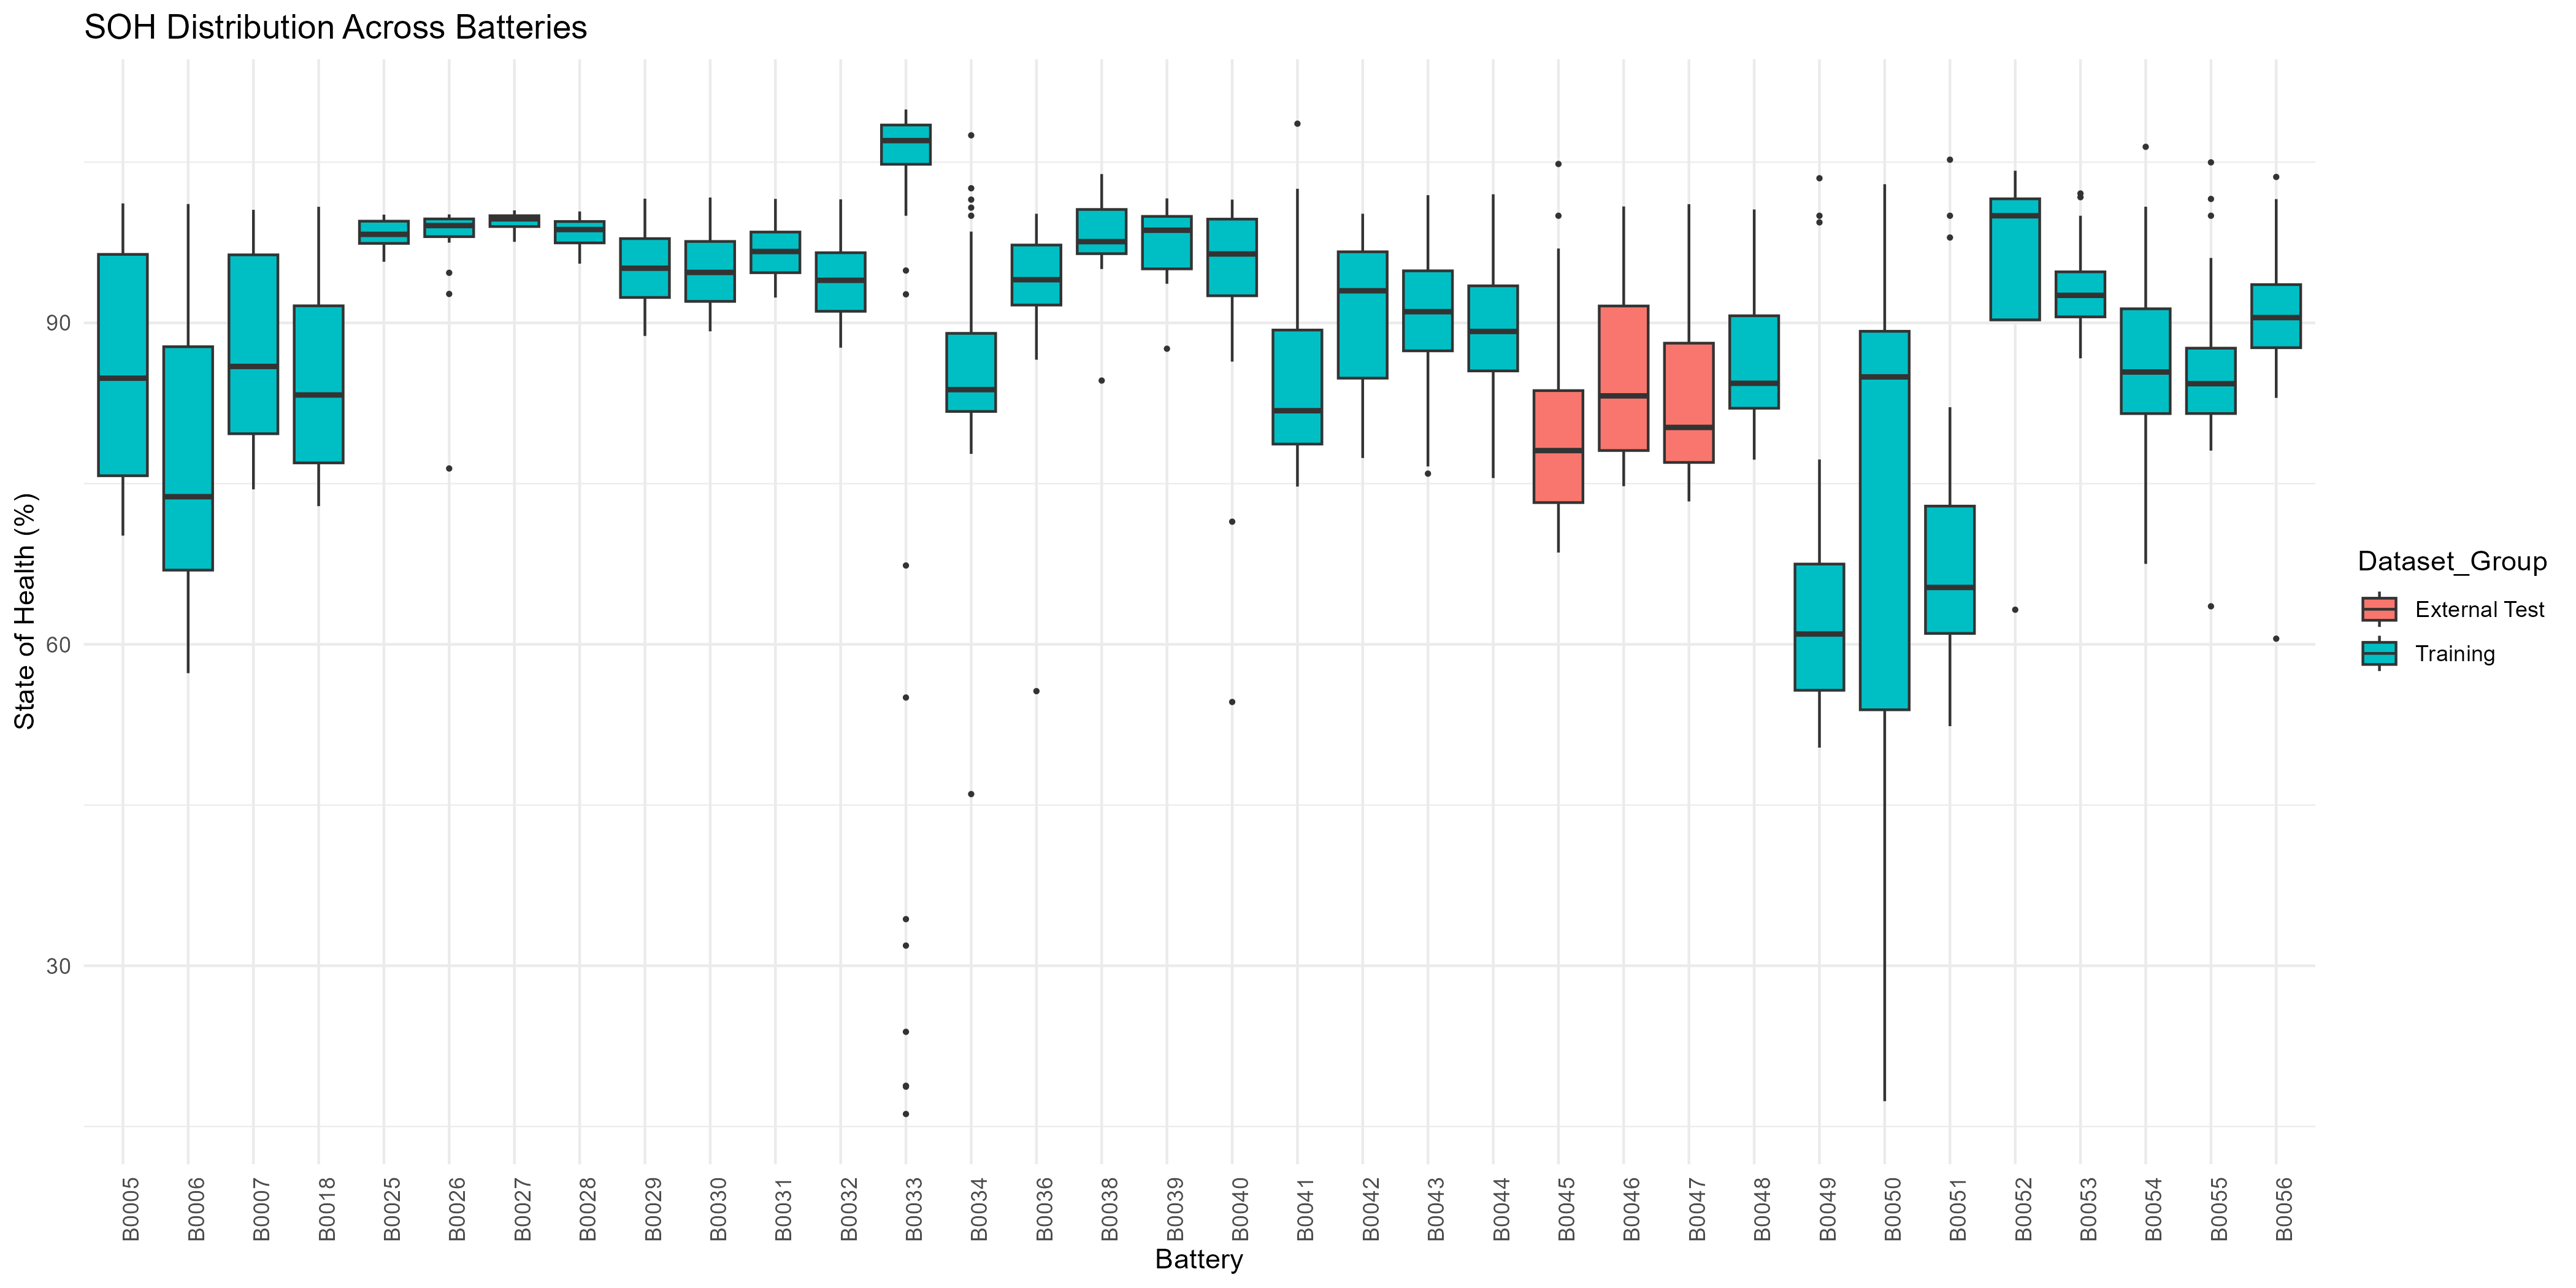 SOH Distribution Across Batteries
State of Health (%)
90
60
30
B0005
B0006
B0007
B0018
B0025
B0026
B0027
B0028
B0029
B0030
B0031
B0032
B0033
B0034
B0036
B0038
B0039
B0040
B0041
B0042
B0043
B0044
B0045
B0046
B0047
B0048
B0049
B0050
B0051
B0052
B0053
B0054
B0055
B0056
Battery
Dataset_Group
External Test
Training